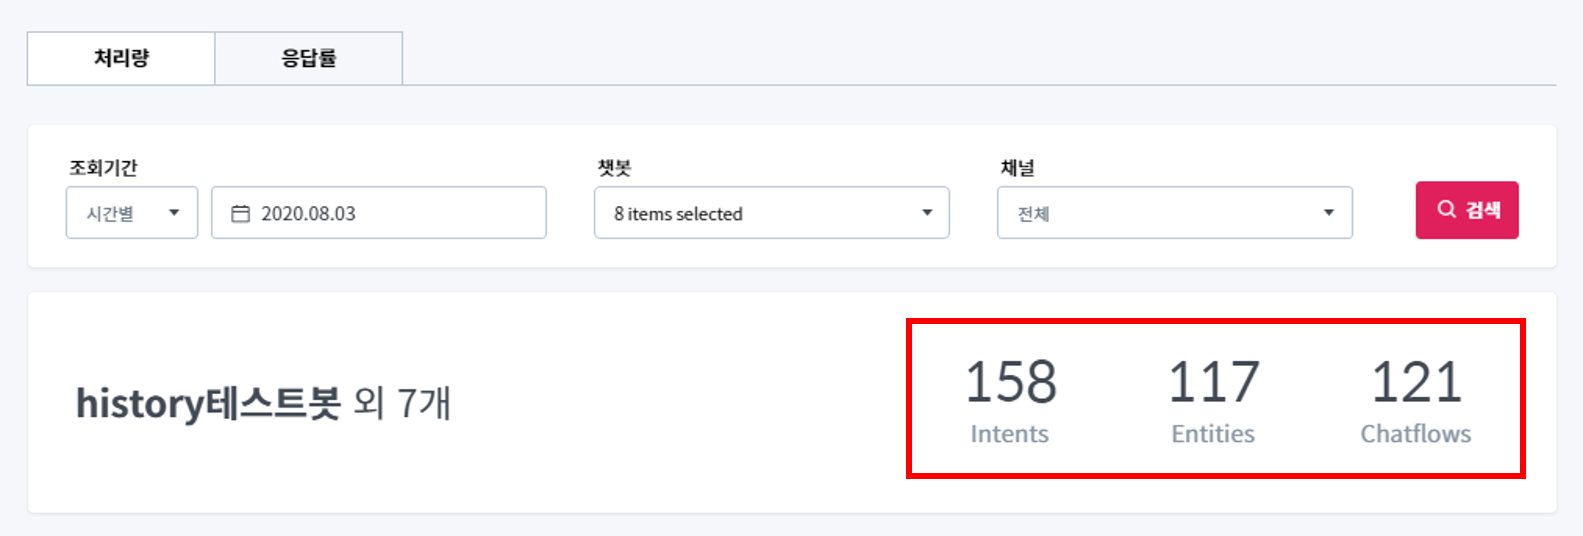 처리량 응답률
조회기간 챗봇 채널
시간별 2020.08.03 8 items selected 전체 검색
history테스트봇 외 7개
158 117 121
Intents Entities Chatflows